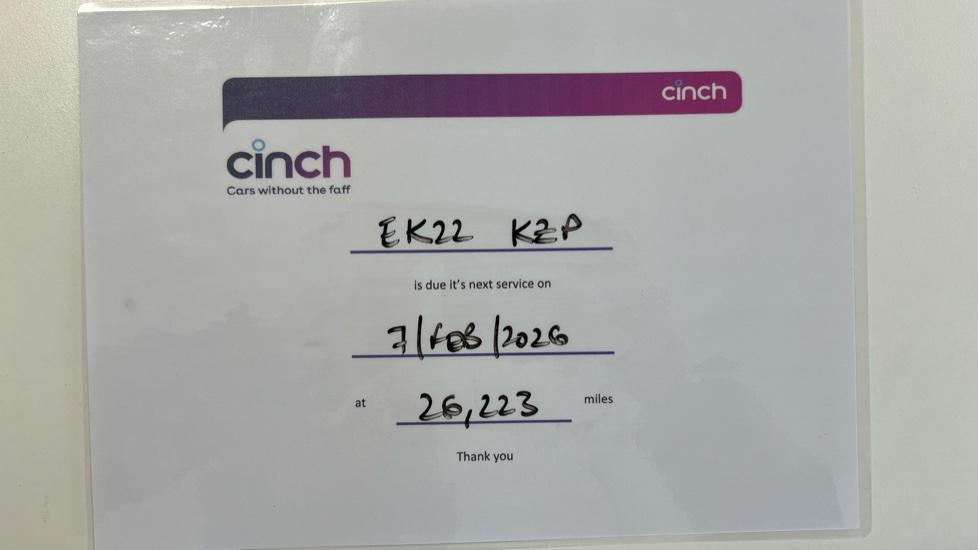 cinch
cinch
Cars without the faff
EK22 KZP
is due it's next service on
7/FEB/2026
at 26,223 miles
Thank you